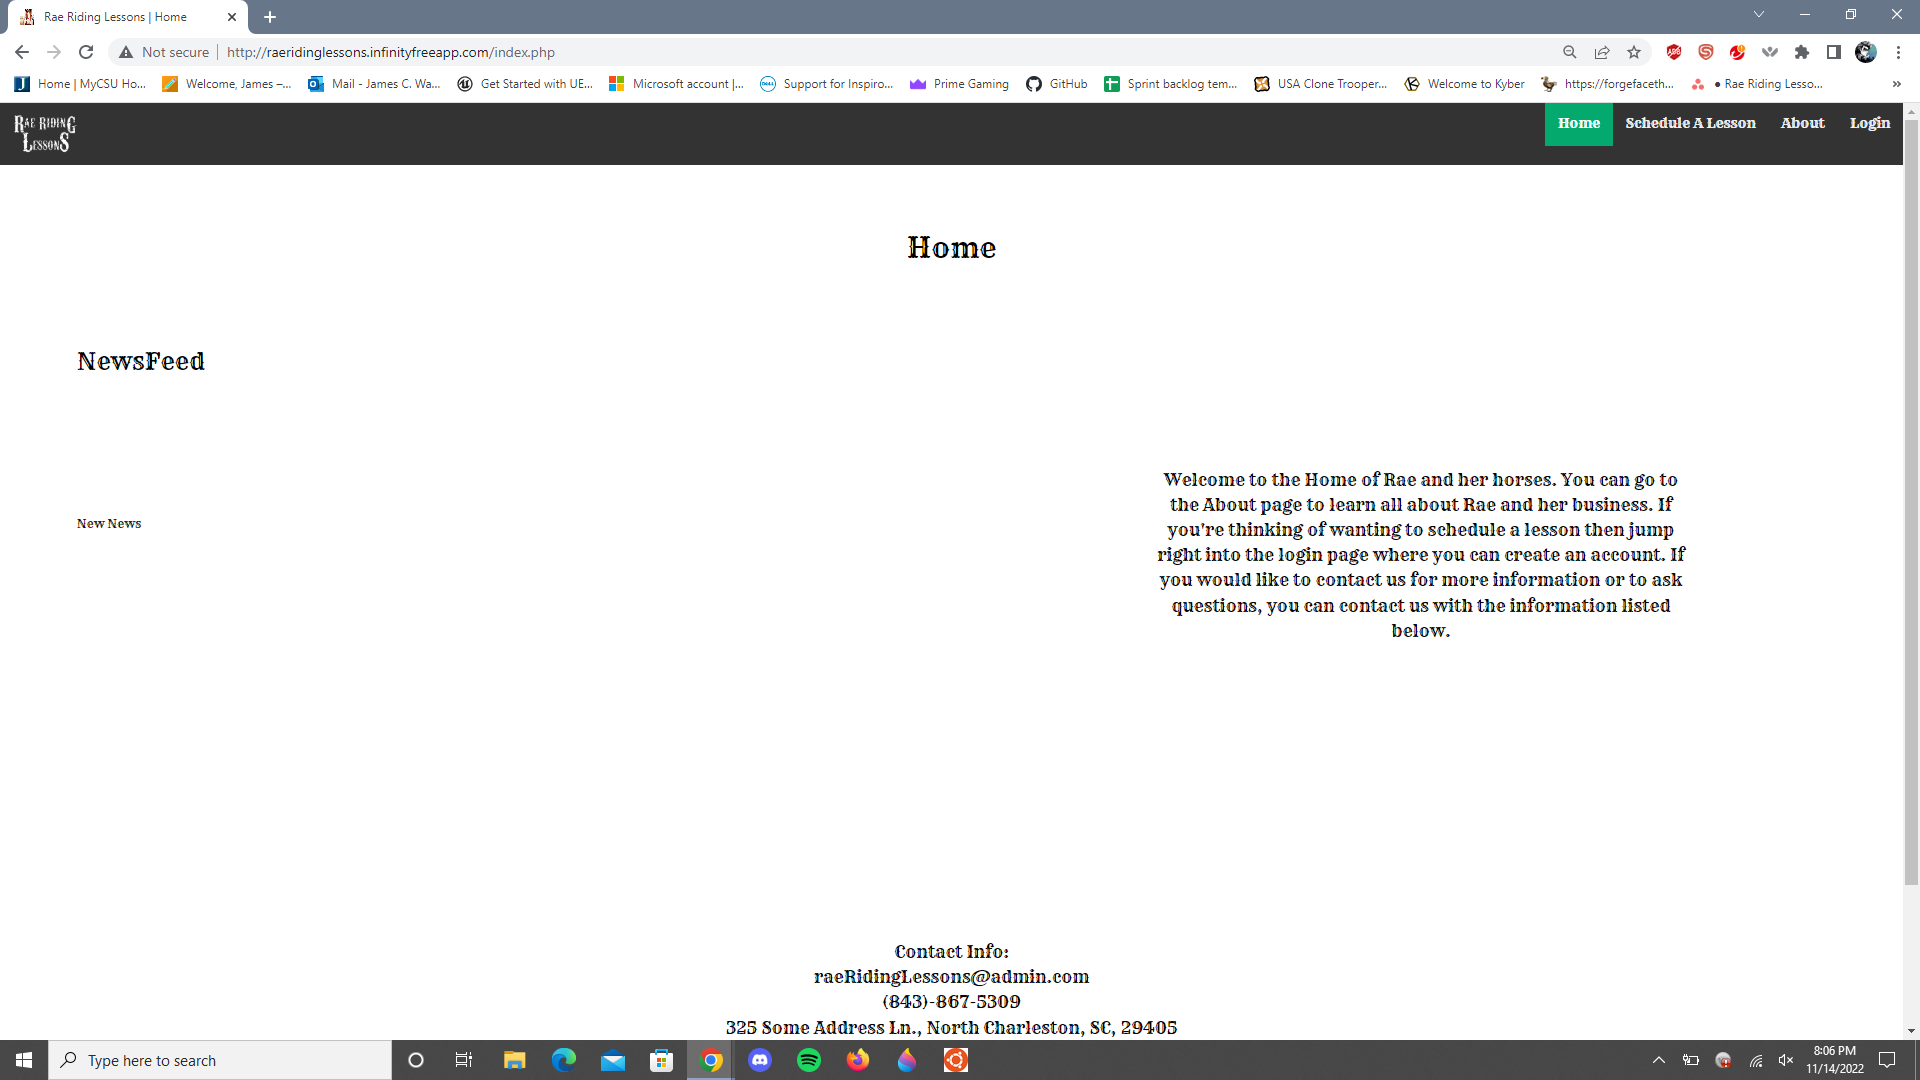 Rae Riding Lessons | Home
Not secure
http://raeridinglessons.infinityfreeapp.com/index.php
Home | MyCSU Ho...
Welcome, James –...
Mail - James C. Wa...
Get Started with UE...
Microsoft account |...
Support for Inspiro...
Prime Gaming
GitHub
Sprint backlog tem...
USA Clone Trooper...
Welcome to Kyber
https://forgefaceth...
● Rae Riding Lesso...
»
RAE RIDING
LESSONS
Home
Schedule A Lesson
About
Login
Home
NewsFeed
New News
Welcome to the Home of Rae and her horses. You can go to
the About page to learn all about Rae and her business. If
you're thinking of wanting to schedule a lesson then jump
right into the login page where you can create an account. If
you would like to contact us for more information or to ask
questions, you can contact us with the information listed
below.
Contact Info:
raeRidingLessons@admin.com
(843)-867-5309
325 Some Address Ln., North Charleston, SC, 29405
Type here to search
8:06 PM
11/14/2022